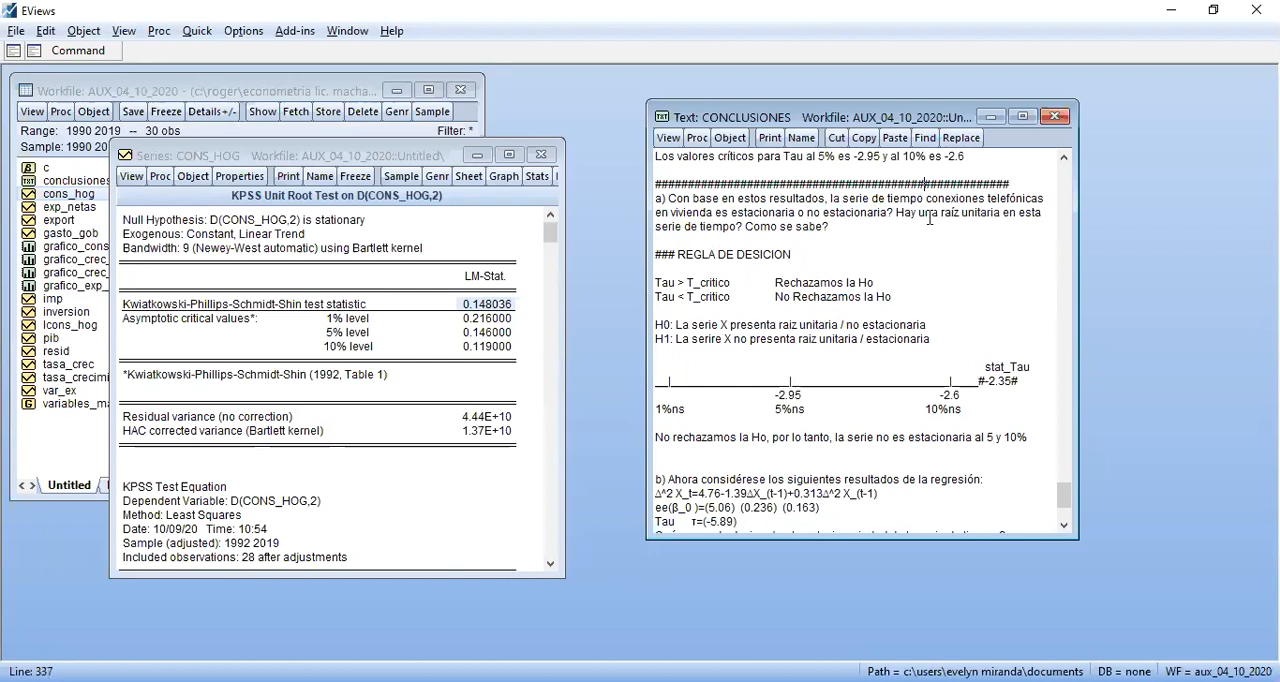 EViews
File Edit Object View Proc Quick Options Add-ins Window Help
Command
Workfile: AUX_04_10_2020 - (c:\roger\econometria lic. macha...
View Proc Object Save Freeze Details+/- Show Fetch Store Delete Genr Sample
Range: 1990 2019 -- 30 obs
Filter: *
Sample: 1990 20
c
conclusiones
cons_hog
exp_netas
export
gasto_gob
grafico_cons
grafico_crec_
grafico_crec_
grafico_exp_
imp
inversion
lcons_hog
pib
resid
tasa_crec
tasa_crecimi
var_ex
variables_ma
Untitled
Series: CONS_HOG Workfile: AUX_04_10_2020::Untitled\
View Proc Object Properties Print Name Freeze Sample Genr Sheet Graph Stats
KPSS Unit Root Test on D(CONS_HOG,2)
Null Hypothesis: D(CONS_HOG,2) is stationary
Exogenous: Constant, Linear Trend
Bandwidth: 9 (Newey-West automatic) using Bartlett kernel
LM-Stat.
Kwiatkowski-Phillips-Schmidt-Shin test statistic 0.148036
Asymptotic critical values*: 1% level 0.216000
5% level 0.146000
10% level 0.119000
*Kwiatkowski-Phillips-Schmidt-Shin (1992, Table 1)
Residual variance (no correction) 4.44E+10
HAC corrected variance (Bartlett kernel) 1.37E+10
KPSS Test Equation
Dependent Variable: D(CONS_HOG,2)
Method: Least Squares
Date: 10/09/20 Time: 10:54
Sample (adjusted): 1992 2019
Included observations: 28 after adjustments
Text: CONCLUSIONES Workfile: AUX_04_10_2020::Un...
View Proc Object Print Name Cut Copy Paste Find Replace
Los valores críticos para Tau al 5% es -2.95 y al 10% es -2.6
######################################################
a) Con base en estos resultados, la serie de tiempo conexiones telefónicas
en vivienda es estacionaria o no estacionaria? Hay una raíz unitaria en esta
serie de tiempo? Como se sabe?
### REGLA DE DESICION
Tau > T_critico Rechazamos la Ho
Tau < T_critico No Rechazamos la Ho
H0: La serie X presenta raiz unitaria / no estacionaria
H1: La serire X no presenta raiz unitaria / estacionaria
stat_Tau
__|________________|______________________|____#-2.35#
-2.95 -2.6
1%ns 5%ns 10%ns
No rechazamos la Ho, por lo tanto, la serie no es estacionaria al 5 y 10%
b) Ahora considérese los siguientes resultados de la regresión:
∆^2 X_t=4.76-1.39∆X_(t-1)+0.313∆^2 X_(t-1)
ee(β_0 )=(5.06) (0.236) (0.163)
Tau τ=(-5.89)
Line: 337
Path = c:\users\evelyn miranda\documents DB = none WF = aux_04_10_2020